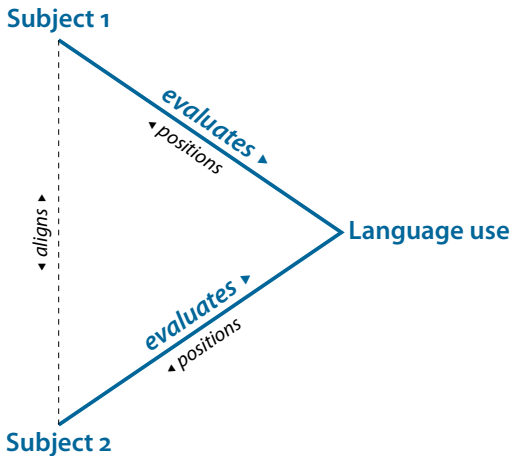 Subject 1
evaluates ▸
◂ positions
◂ aligns ▸
Language use
evaluates ▸
◂ positions
Subject 2